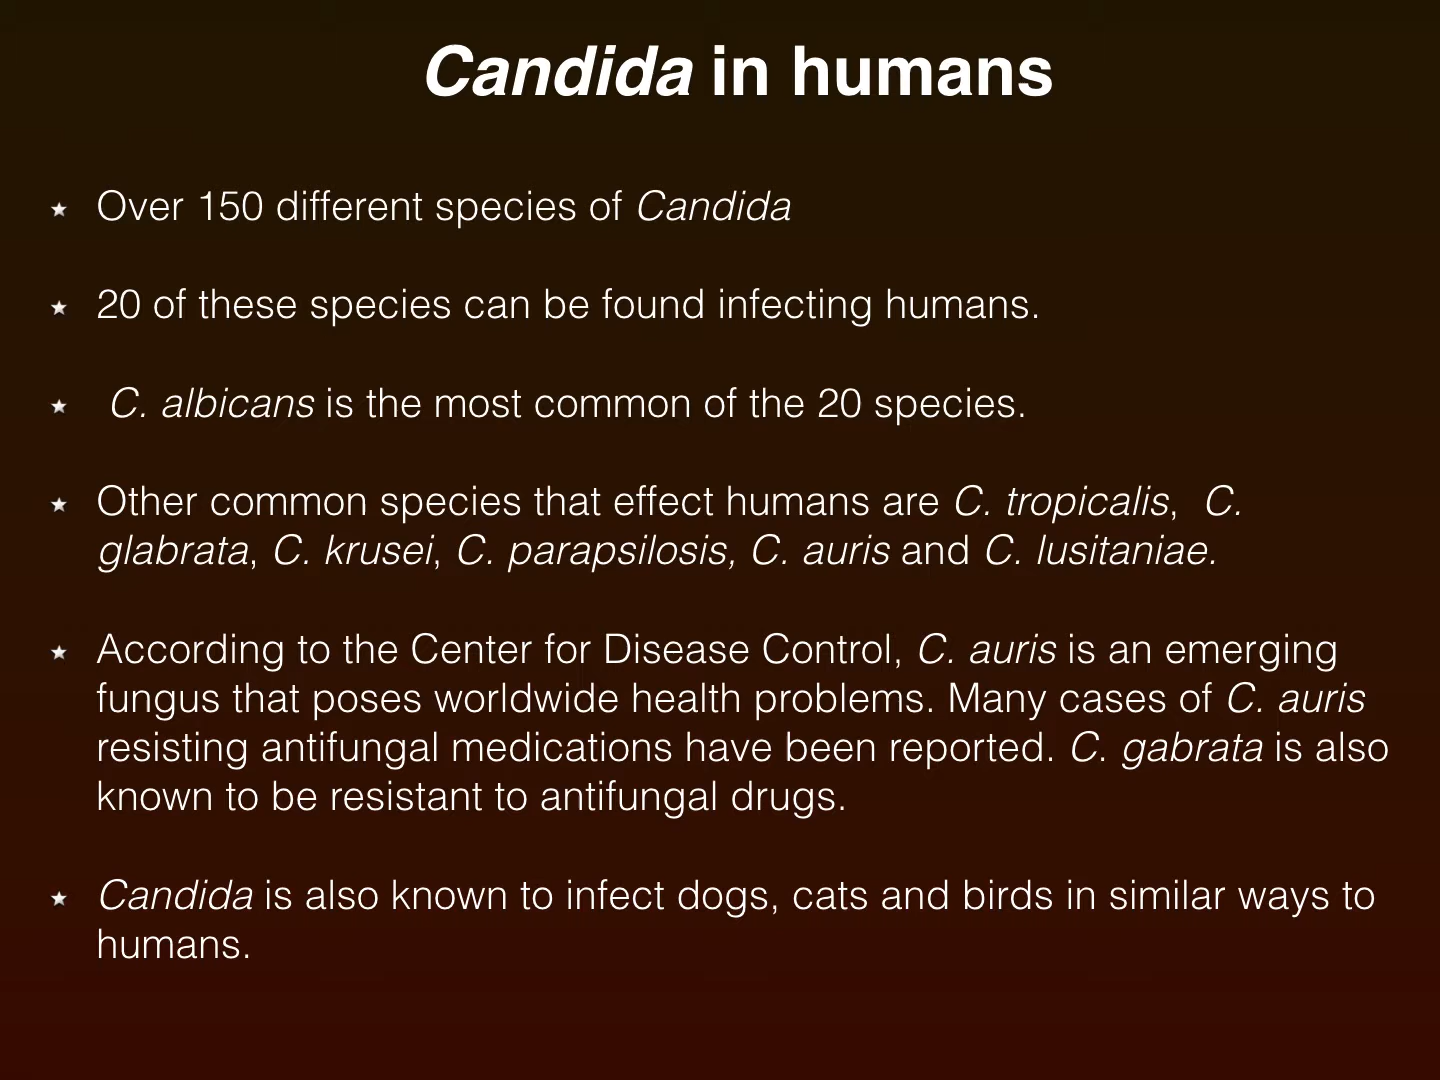 Candida in humans
Over 150 different species of Candida
20 of these species can be found infecting humans.
C. albicans is the most common of the 20 species.
Other common species that effect humans are C. tropicalis, C.
glabrata, C. krusei, C. parapsilosis, C. auris and C. lusitaniae.
According to the Center for Disease Control, C. auris is an emerging
fungus that poses worldwide health problems. Many cases of C. auris
resisting antifungal medications have been reported. C. gabrata is also
known to be resistant to antifungal drugs.
Candida is also known to infect dogs, cats and birds in similar ways to
humans.